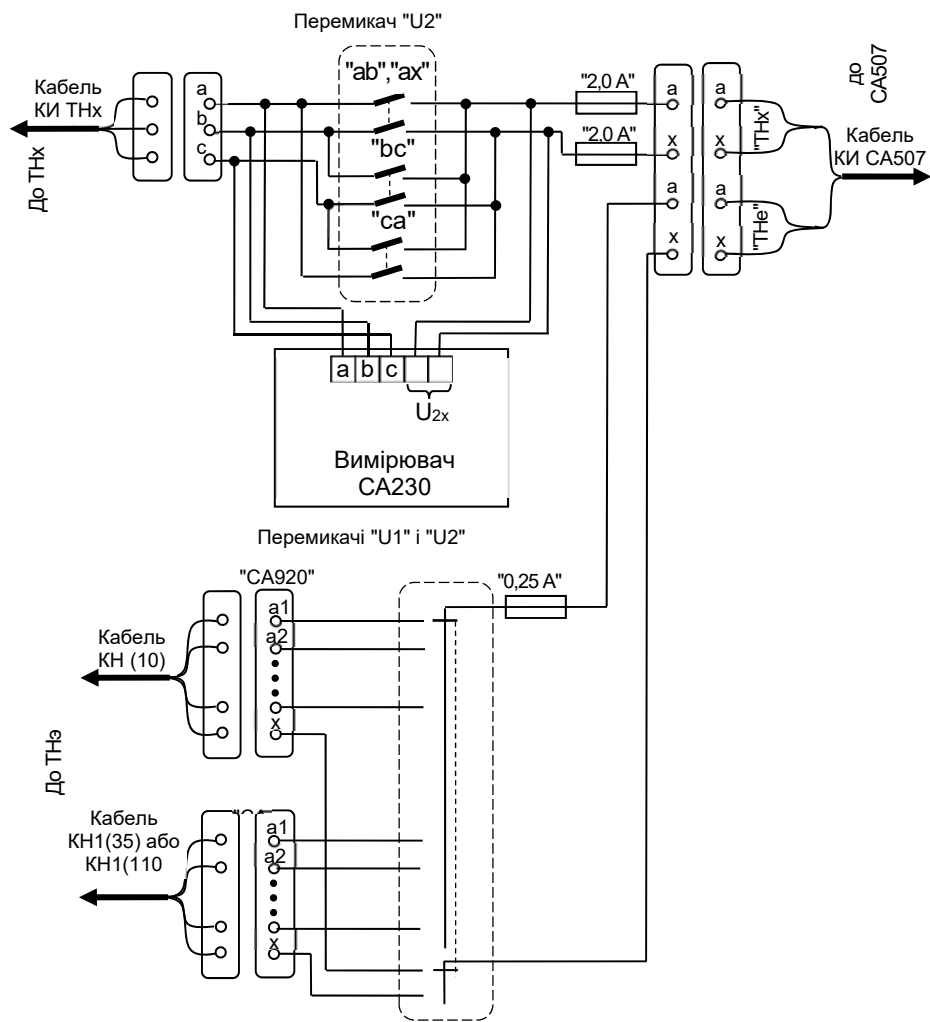 Перемикач "U2"
"ab","ax"
"bc"
"ca"
Кабель
КИ ТНх
До ТНх
a
b
c
"2,0 А"
"2,0 А"
a
x
a
x
a
x
a
x
"ТНх"
"ТНе"
до
СА507
Кабель
КИ СА507
a b c
U2x
Вимірювач
СА230
Перемикачі "U1" і "U2"
"0,25 А"
"СА920"
a1
a2
x
Кабель
КН (10)
До ТНэ
Кабель
КН1(35) або
КН1(110
a1
a2
x